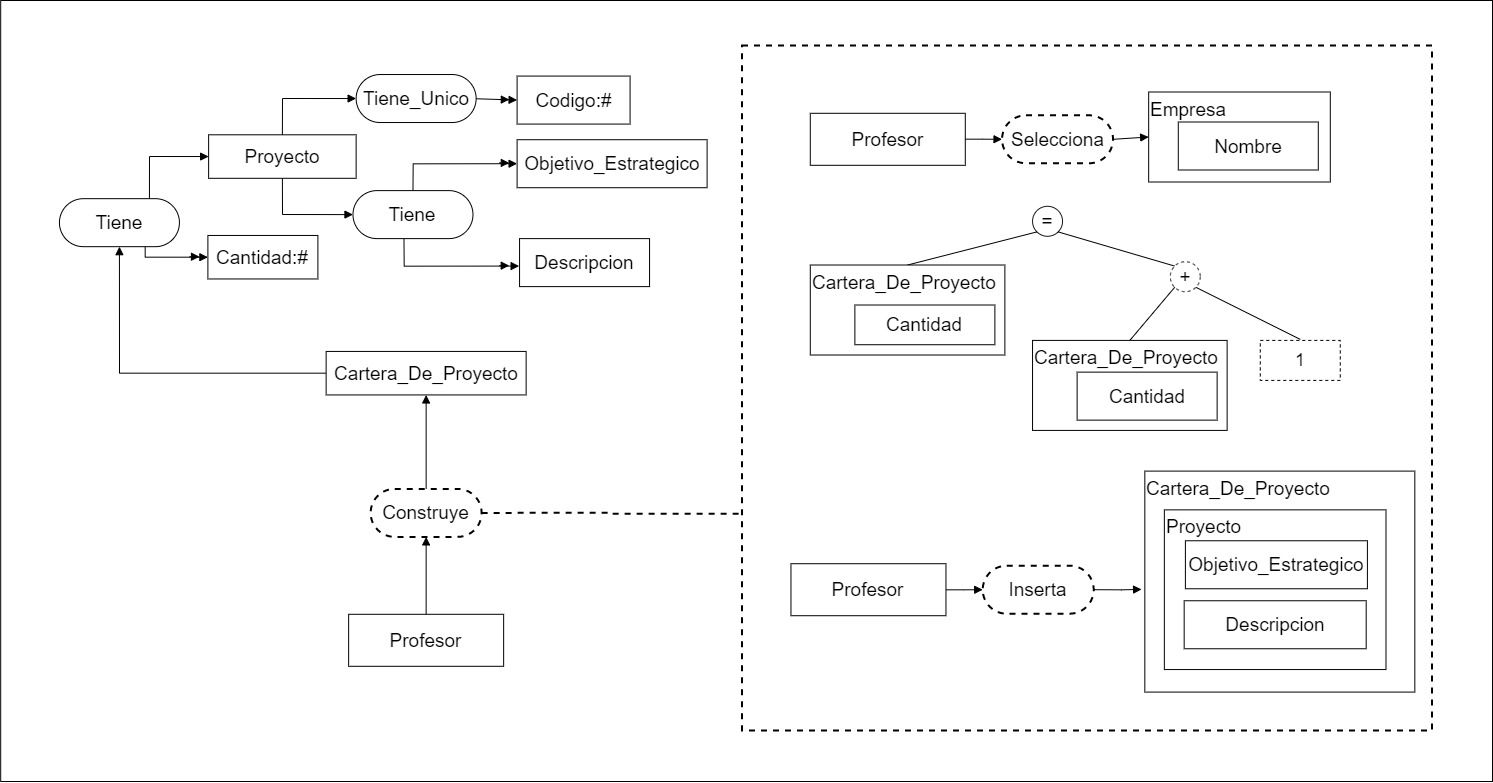 Tiene_Unico
Codigo:#
Proyecto
Objetivo_Estrategico
Tiene
Tiene
Cantidad:#
Descripcion
Cartera_De_Proyecto
Construye
Profesor
Profesor
Selecciona
Empresa
Nombre
=
Cartera_De_Proyecto
Cantidad
+
Cartera_De_Proyecto
Cantidad
1
Profesor
Inserta
Cartera_De_Proyecto
Proyecto
Objetivo_Estrategico
Descripcion